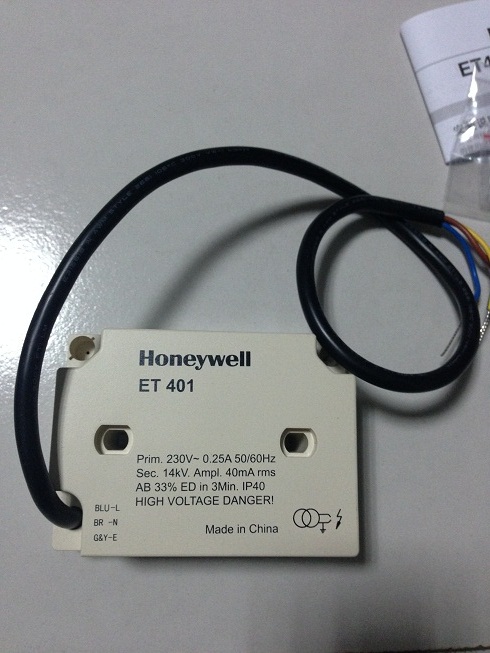 ET4
Honeywell
ET 401
Prim. 230V~ 0.25A 50/60Hz
Sec. 14kV. Ampl. 40mA rms
AB 33% ED in 3Min. IP40
HIGH VOLTAGE DANGER!
BLU-L
BR -N
G&Y-E
Made in China